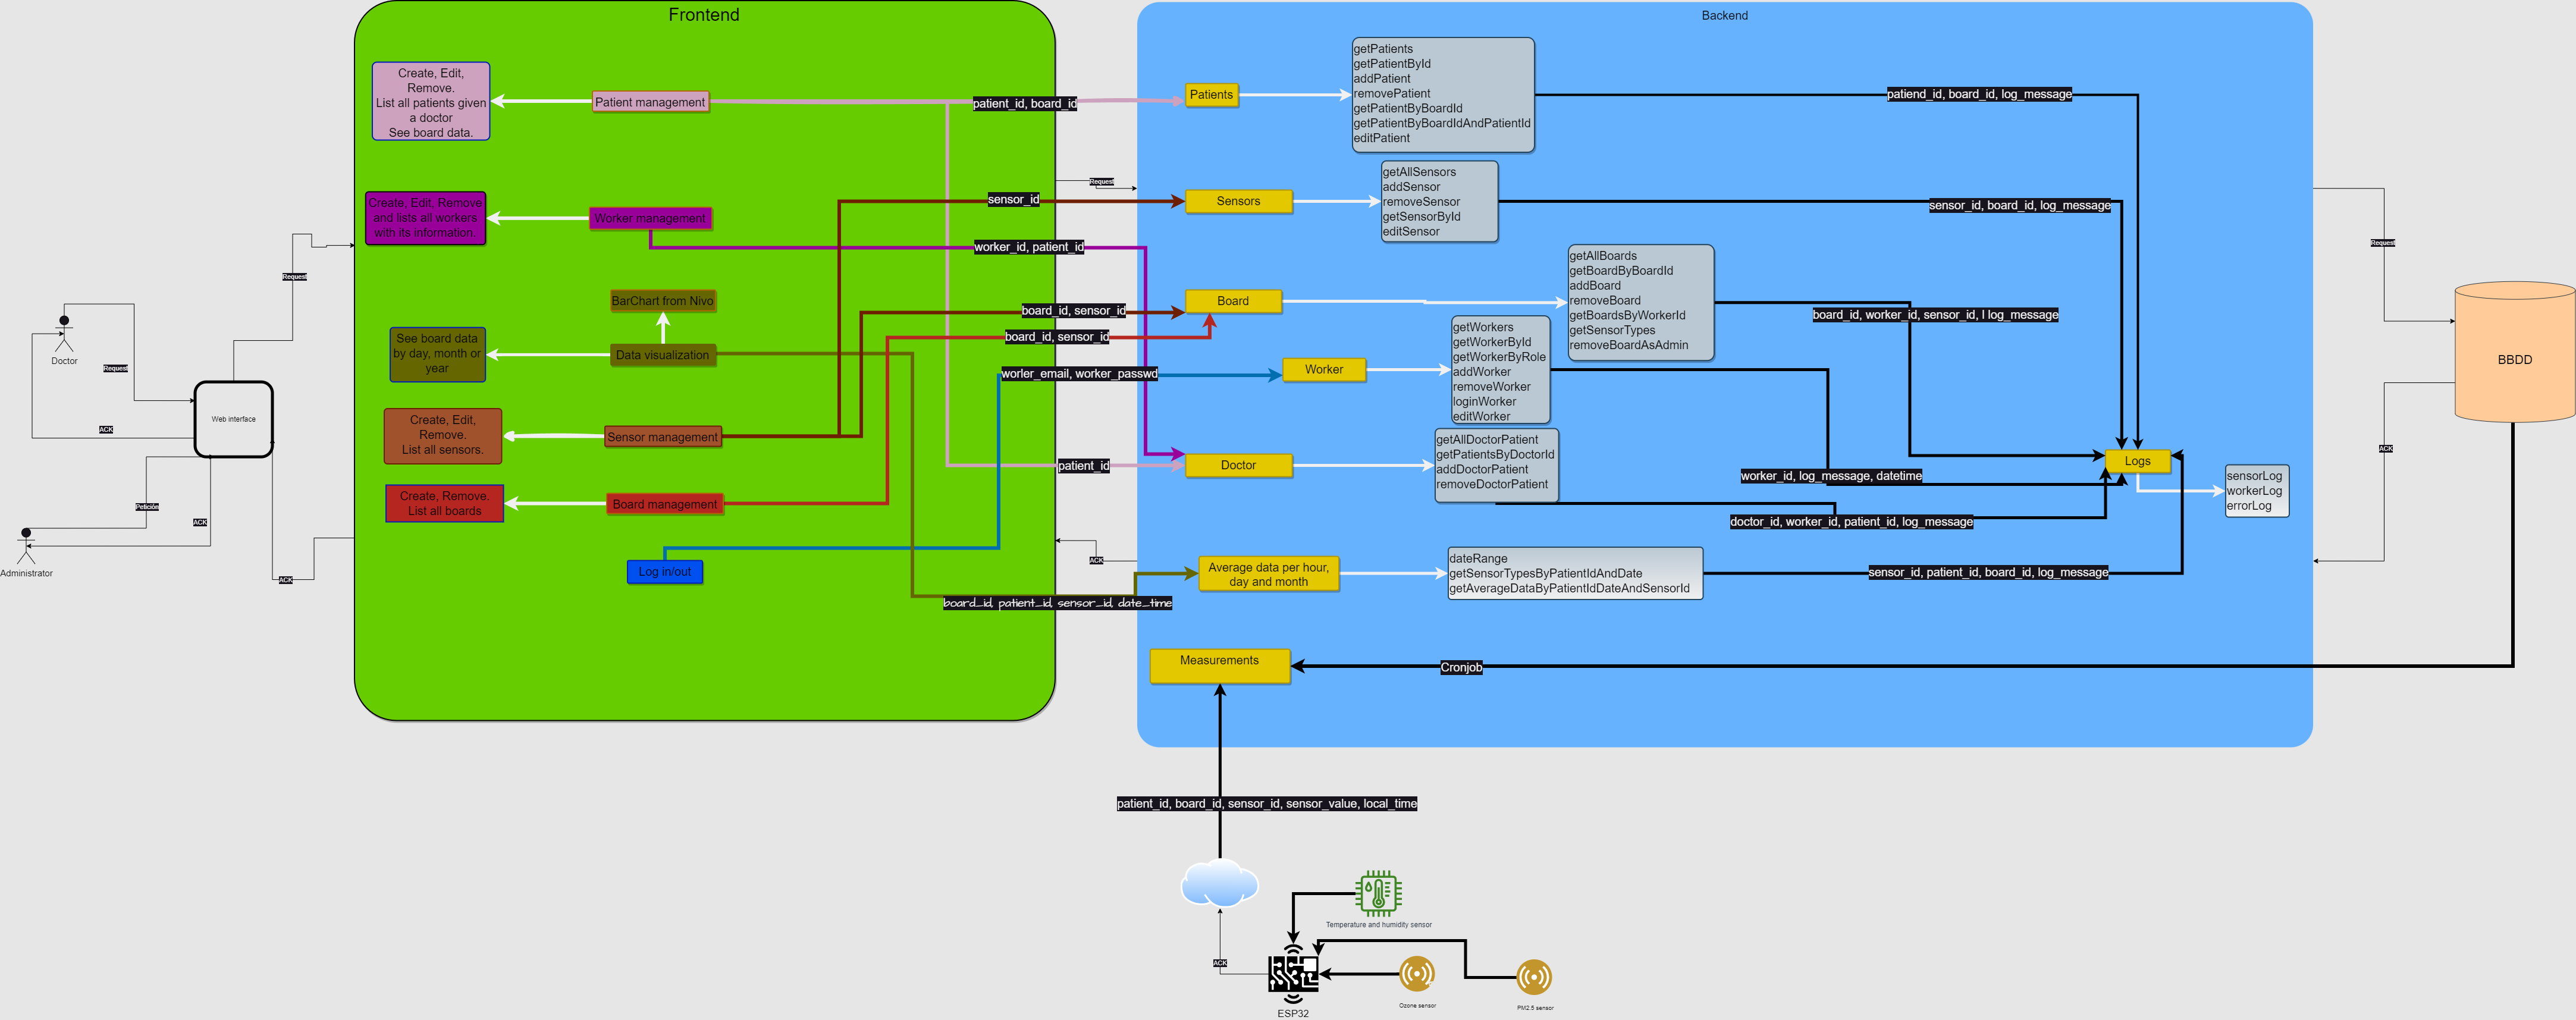 Frontend
Backend
Create, Edit,
Remove.
List all patients given
a doctor
See board data.
Patient management
patient_id, board_id
Patients
getPatients
getPatientById
addPatient
removePatient
getPatientByBoardId
getPatientByBoardIdAndPatientId
editPatient
patiend_id, board_id, log_message
Request
Create, Edit, Remove
and lists all workers
with its information.
Worker management
sensor_id
worker_id, patient_id
Sensors
getAllSensors
addSensor
removeSensor
getSensorById
editSensor
sensor_id, board_id, log_message
Request
Request
BarChart from Nivo
See board data
by day, month or
year
Data visualization
board_id, sensor_id
board_id, sensor_id
Board
getAllBoards
getBoardByBoardId
addBoard
removeBoard
getBoardsByWorkerId
getSensorTypes
removeBoardAsAdmin
board_id, worker_id, sensor_id, l log_message
BBDD
Doctor
Request
worler_email, worker_passwd
Worker
getWorkers
getWorkerById
getWorkerByRole
addWorker
removeWorker
loginWorker
editWorker
worker_id, log_message, datetime
Web interface
ACK
Create, Edit,
Remove.
List all sensors.
Sensor management
patient_id
Doctor
getAllDoctorPatient
getPatientsByDoctorId
addDoctorPatient
removeDoctorPatient
doctor_id, worker_id, patient_id, log_message
Logs
sensorLog
workerLog
errorLog
ACK
Create, Remove.
List all boards
Board management
Petición
ACK
Administrator
ACK
Log in/out
ACK
board_id, patient_id, sensor_id, date_time
Average data per hour,
day and month
dateRange
getSensorTypesByPatientIdAndDate
getAverageDataByPatientIdDateAndSensorId
sensor_id, patient_id, board_id, log_message
Measurements
Cronjob
patient_id, board_id, sensor_id, sensor_value, local_time
Temperature and humidity sensor
ACK
Ozone sensor
PM2.5 sensor
ESP32